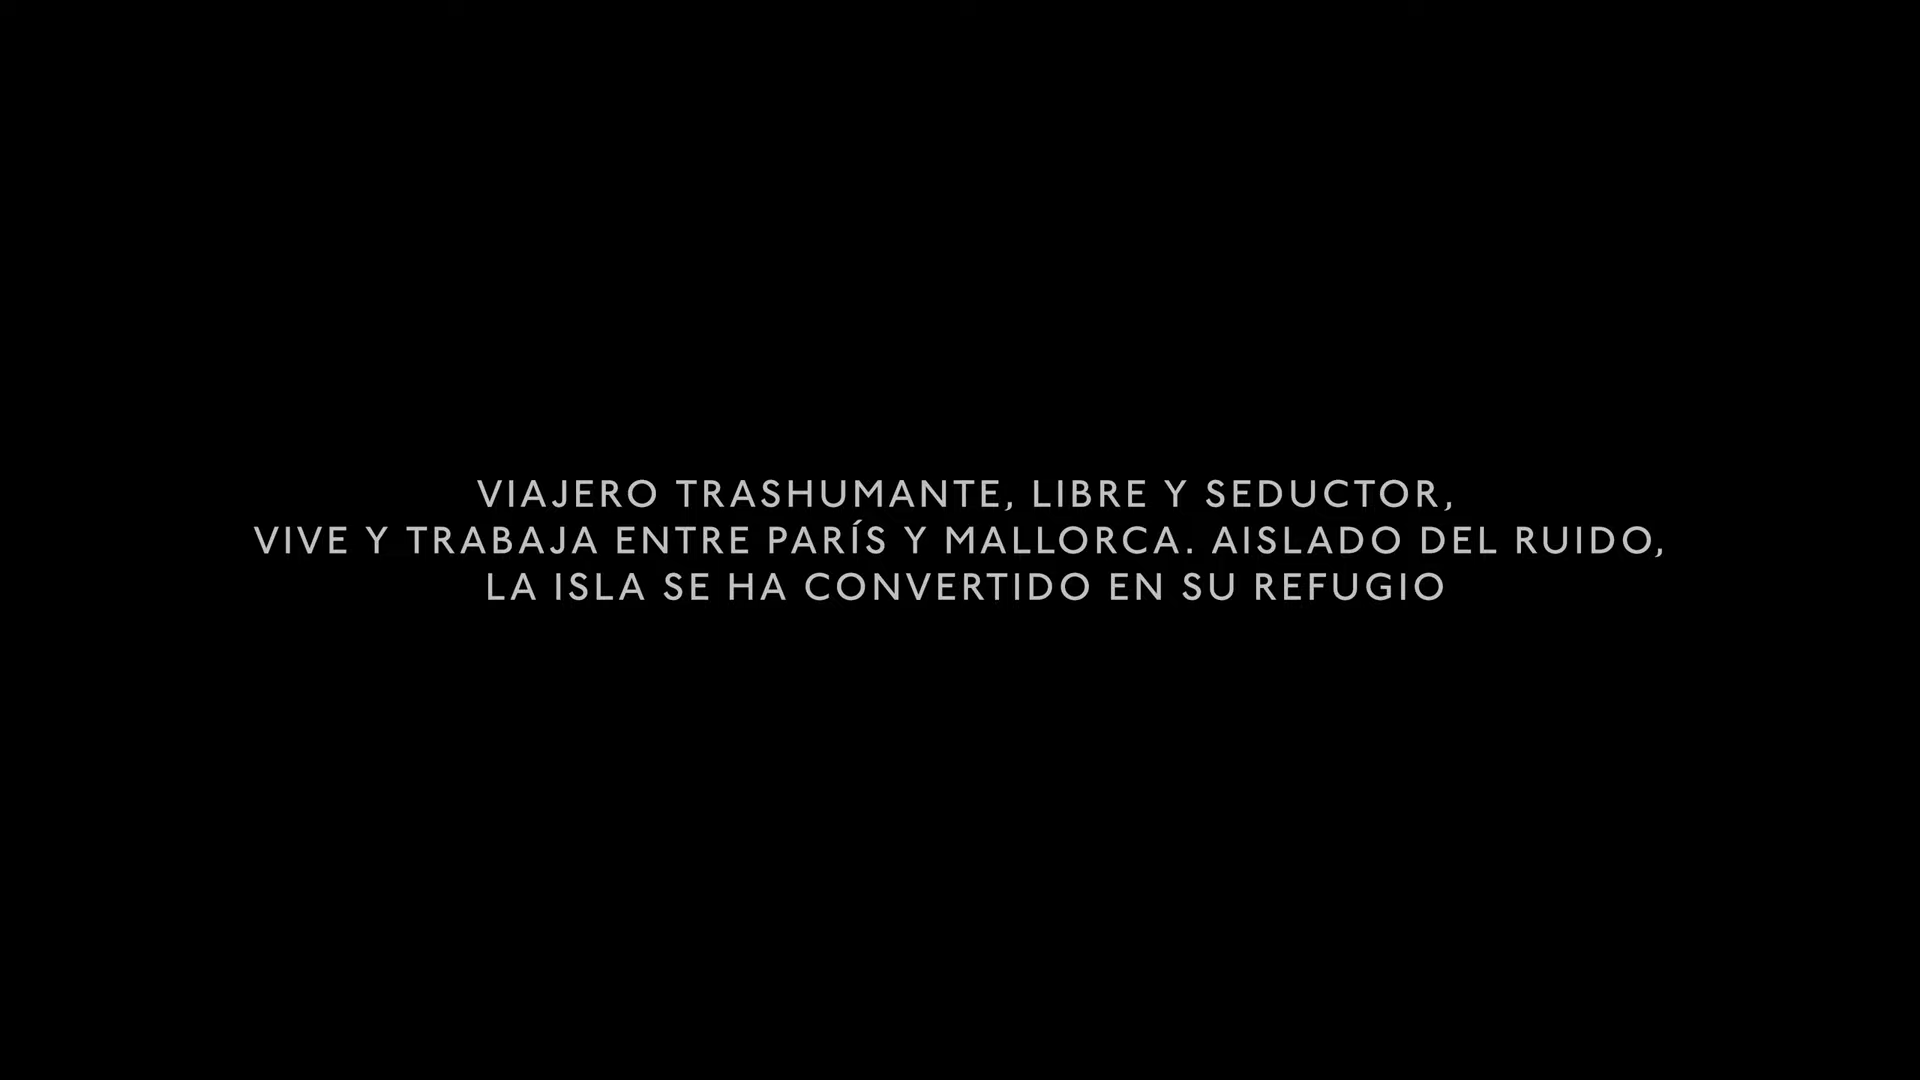 VIAJERO TRASHUMANTE, LIBRE Y SEDUCTOR,
VIVE Y TRABAJA ENTRE PARÍS Y MALLORCA. AISLADO DEL RUIDO,
LA ISLA SE HA CONVERTIDO EN SU REFUGIO